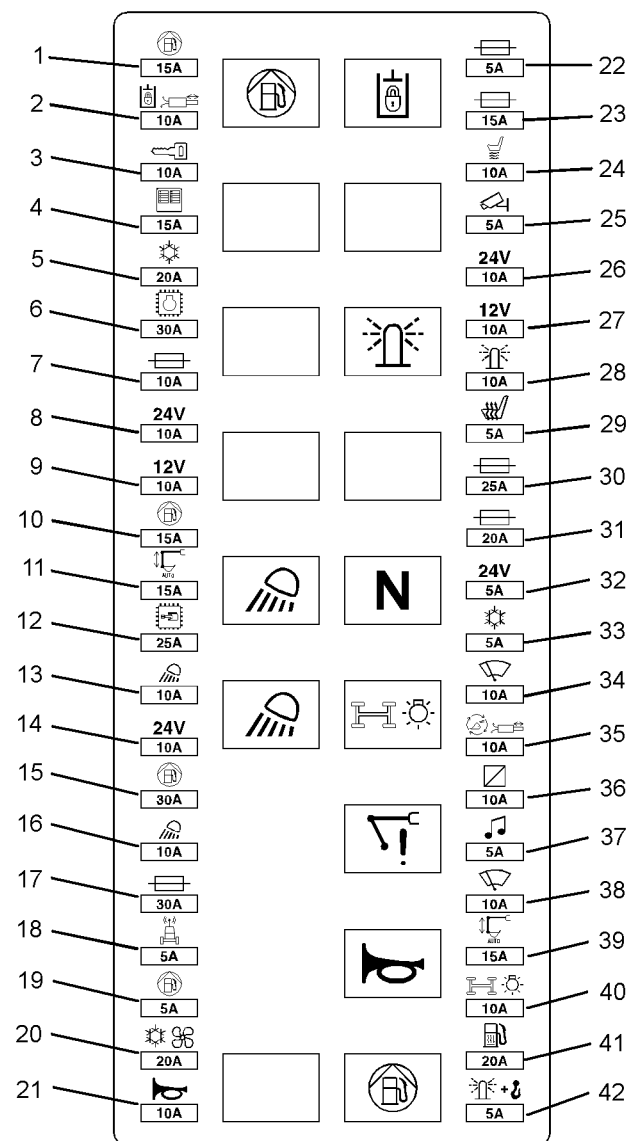 1 15A
2 10A
3 10A
4 15A
5 20A
6 30A
7 10A
8 24V
10A
9 12V
10A
10 15A
11 AUTO
15A
12 25A
13 10A
14 24V
10A
15 30A
16 10A
17 30A
18 5A
19 5A
20 20A
21 10A
N
5A 22
15A 23
10A 24
5A 25
24V
10A 26
12V
10A 27
10A 28
5A 29
25A 30
20A 31
24V
5A 32
5A 33
10A 34
10A 35
10A 36
5A 37
10A 38
AUTO
15A 39
10A 40
20A 41
+
5A 42